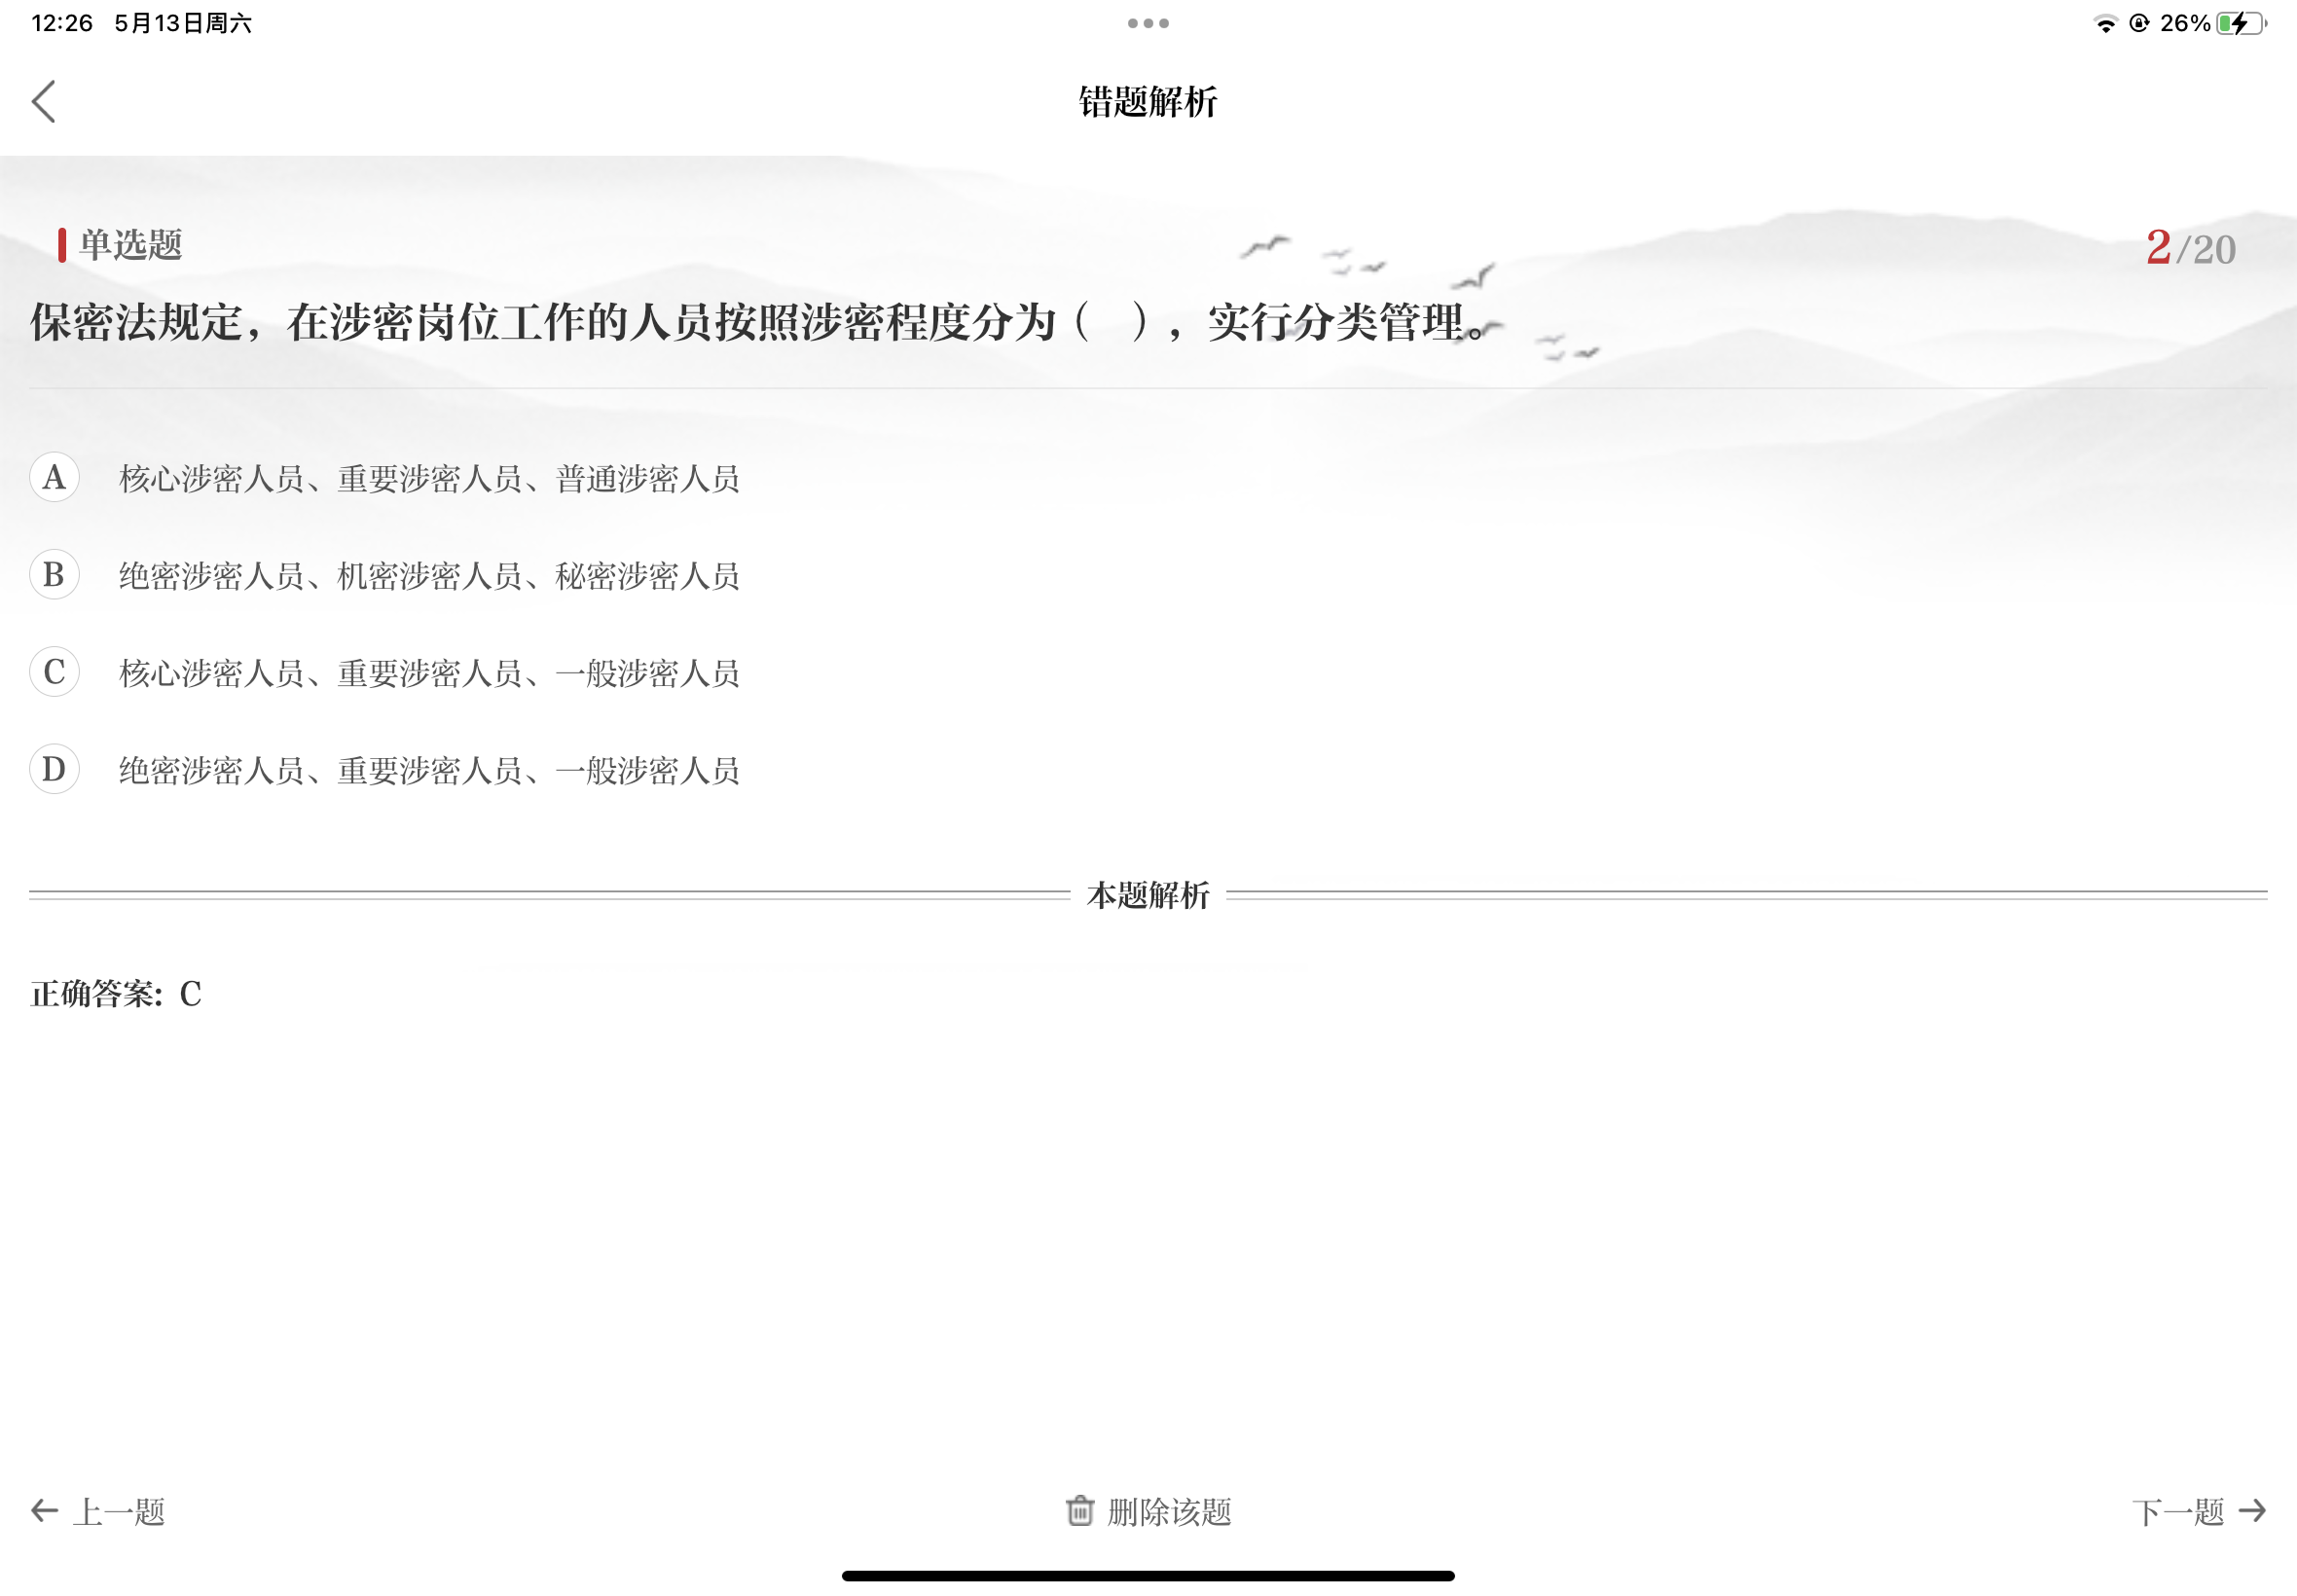 12:26 5月13日周六
26%
错题解析
单选题
2/20
保密法规定，在涉密岗位工作的人员按照涉密程度分为（ ），实行分类管理。
A 核心涉密人员、重要涉密人员、普通涉密人员
B 绝密涉密人员、机密涉密人员、秘密涉密人员
C 核心涉密人员、重要涉密人员、一般涉密人员
D 绝密涉密人员、重要涉密人员、一般涉密人员
本题解析
正确答案: C
上一题
删除该题
下一题